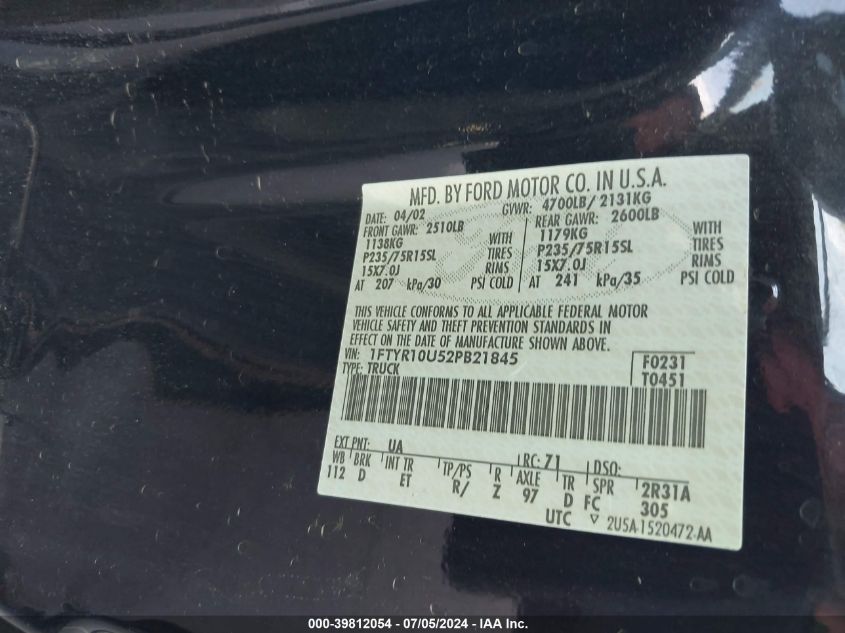 MFD. BY FORD MOTOR CO. IN U.S.A.
DATE: 04/02 GVWR: 4700LB/ 2131KG
FRONT GAWR: 2510LB REAR GAWR: 2600LB
1138KG WITH 1179KG WITH
P235/75R15SL TIRES P235/75R15SL TIRES
15X7.0J RIMS 15X7.0J RIMS
AT 207 kPa/30 PSI COLD AT 241 kPa/35 PSI COLD
THIS VEHICLE CONFORMS TO ALL APPLICABLE FEDERAL MOTOR
VEHICLE SAFETY AND THEFT PREVENTION STANDARDS IN
EFFECT ON THE DATE OF MANUFACTURE SHOWN ABOVE.
VIN: 1FTYR10U52PB21845 F0231
TYPE: TRUCK T0451
EXT PNT: UA RC: 71 DSO:
WB BRK INT TR TP/PS R AXLE TR SPR 2R31A
112 D ET R/ Z 97 D FC 305
UTC ▽ 2USA-1520472-AA
000-39812054 - 07/05/2024 - IAA Inc.